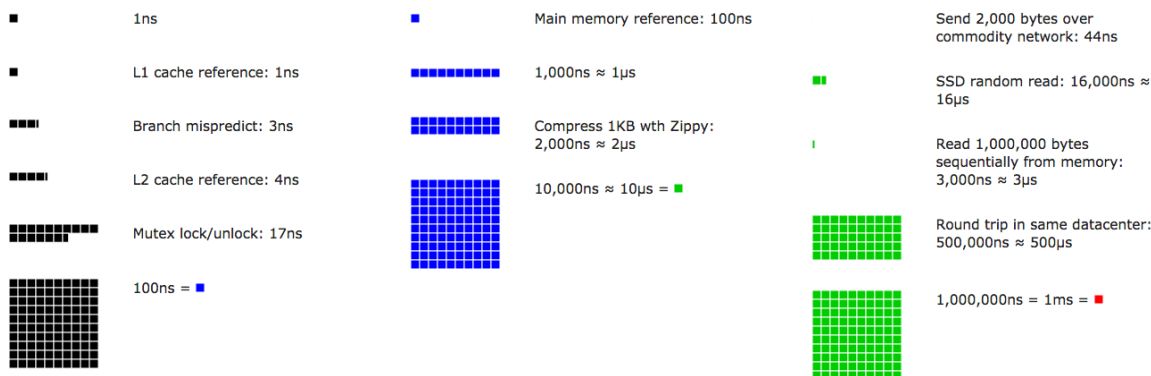 1ns
L1 cache reference: 1ns
Branch mispredict: 3ns
L2 cache reference: 4ns
Mutex lock/unlock: 17ns
100ns =
Main memory reference: 100ns
1,000ns ≈ 1μs
Compress 1KB wth Zippy:
2,000ns ≈ 2μs
10,000ns ≈ 10μs =
Send 2,000 bytes over
commodity network: 44ns
SSD random read: 16,000ns ≈
16μs
Read 1,000,000 bytes
sequentially from memory:
3,000ns ≈ 3μs
Round trip in same datacenter:
500,000ns ≈ 500μs
1,000,000ns = 1ms =